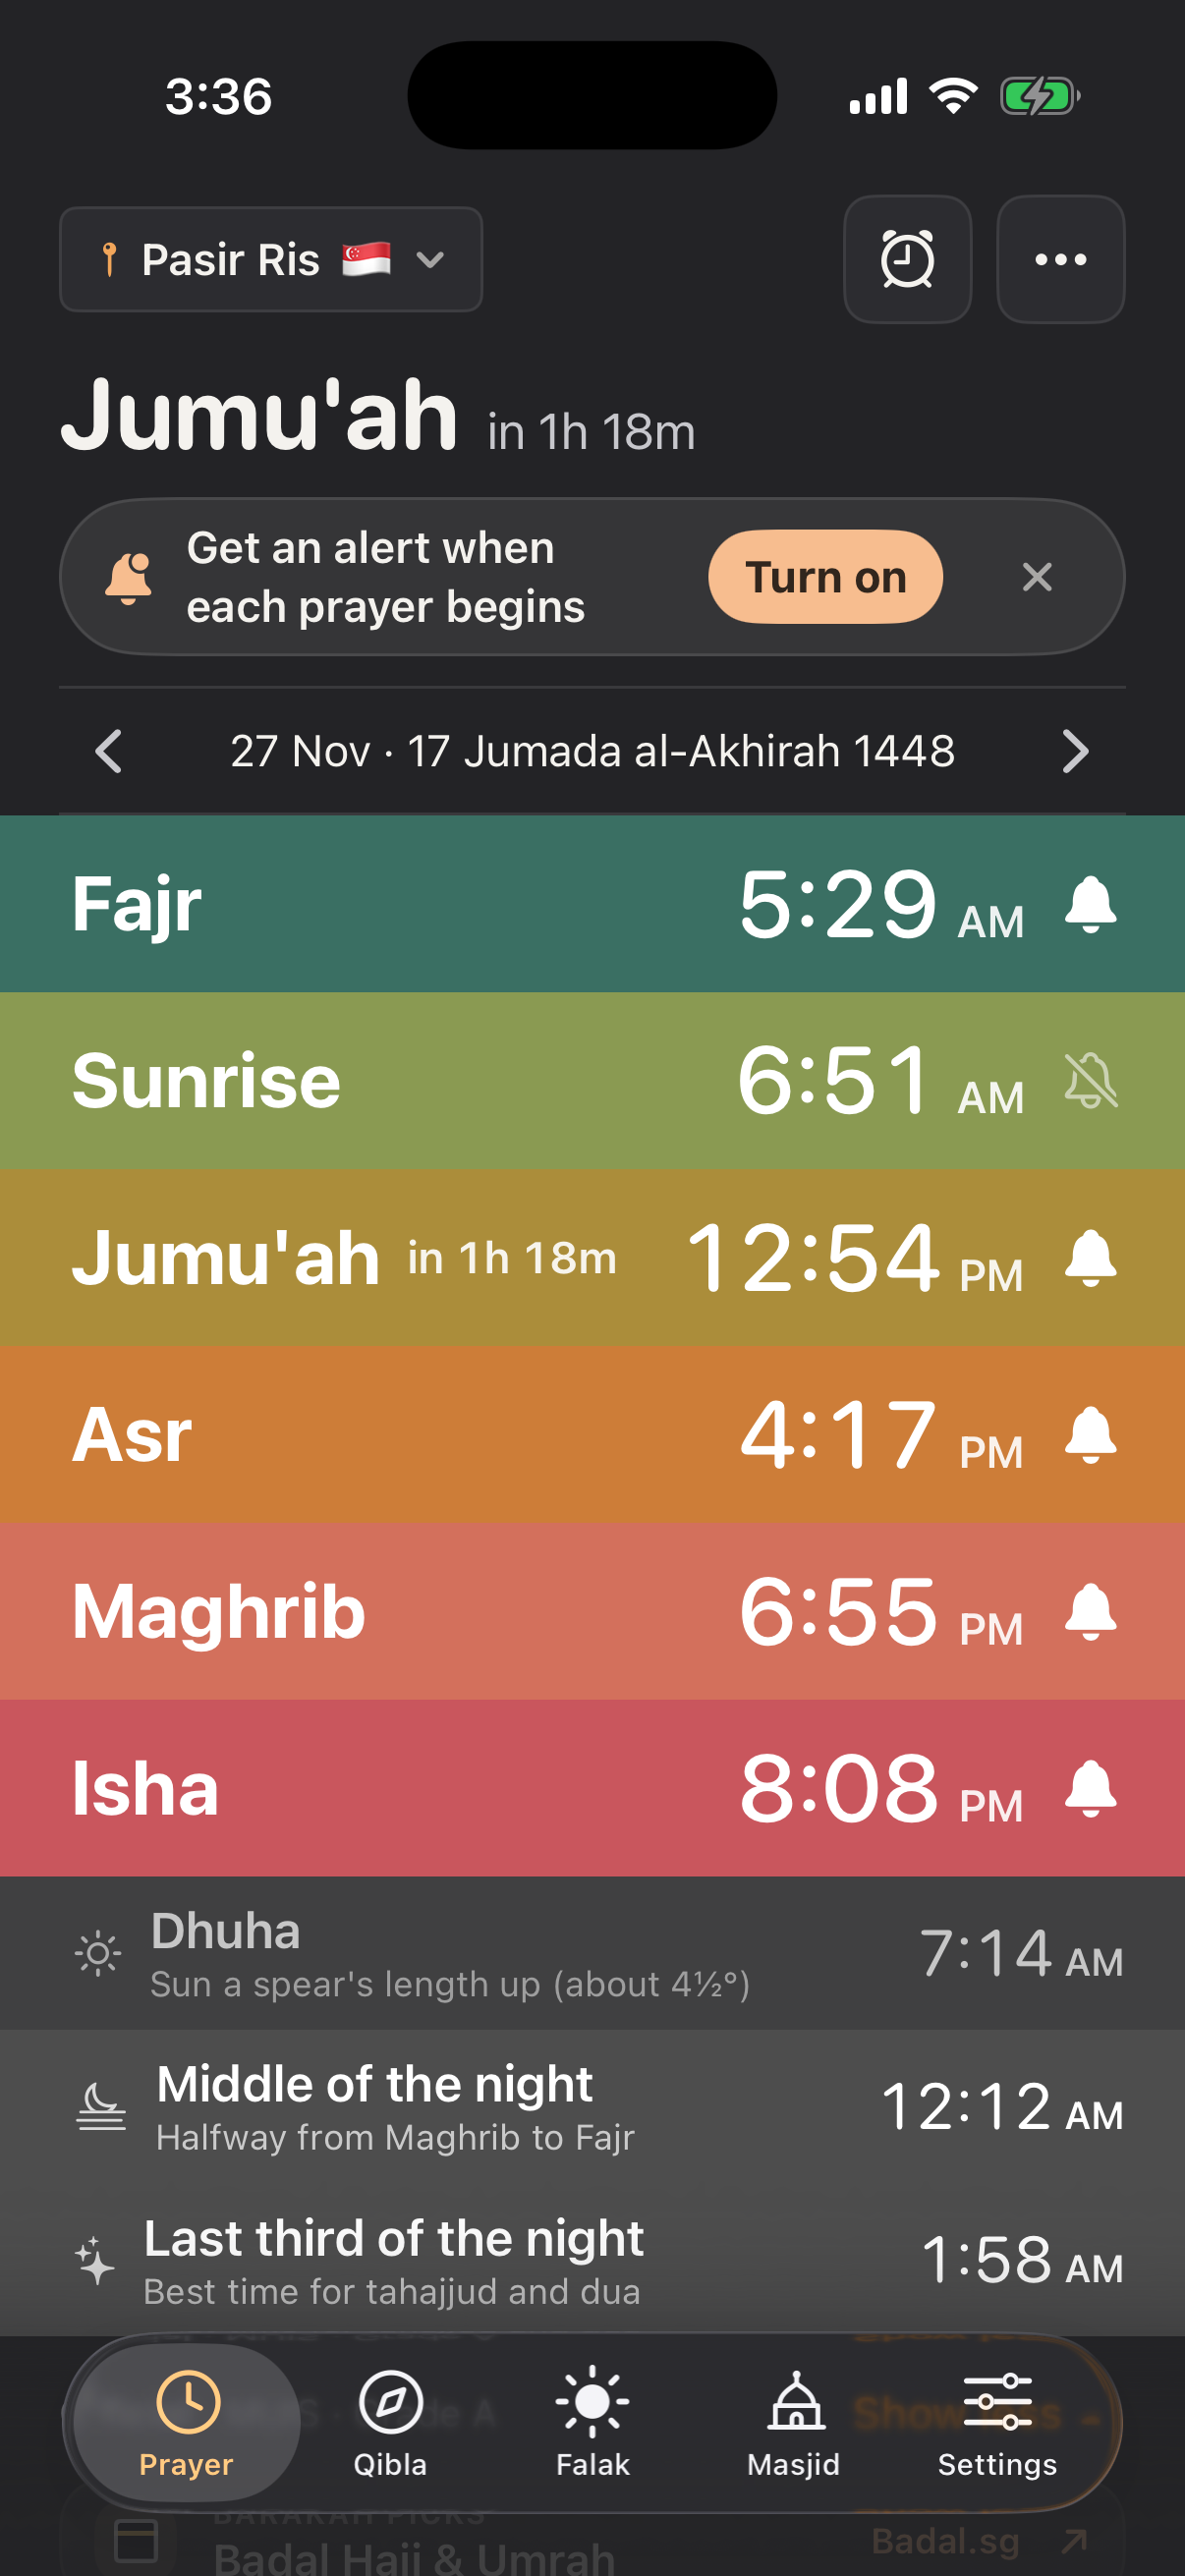 3:36
Pasir Ris 🇸🇬
Jumu'ah in 1h 18m
Get an alert when
each prayer begins
Turn on
27 Nov · 17 Jumada al-Akhirah 1448
Fajr 5:29 AM
Sunrise 6:51 AM
Jumu'ah in 1h 18m 12:54 PM
Asr 4:17 PM
Maghrib 6:55 PM
Isha 8:08 PM
Dhuha 7:14 AM
Sun a spear's length up (about 4½°)
Middle of the night 12:12 AM
Halfway from Maghrib to Fajr
Last third of the night 1:58 AM
Best time for tahajjud and dua
Prayer Qibla Falak Masjid Settings
BARAKAH PICKS
Badal Hajj & Umrah Badal.sg